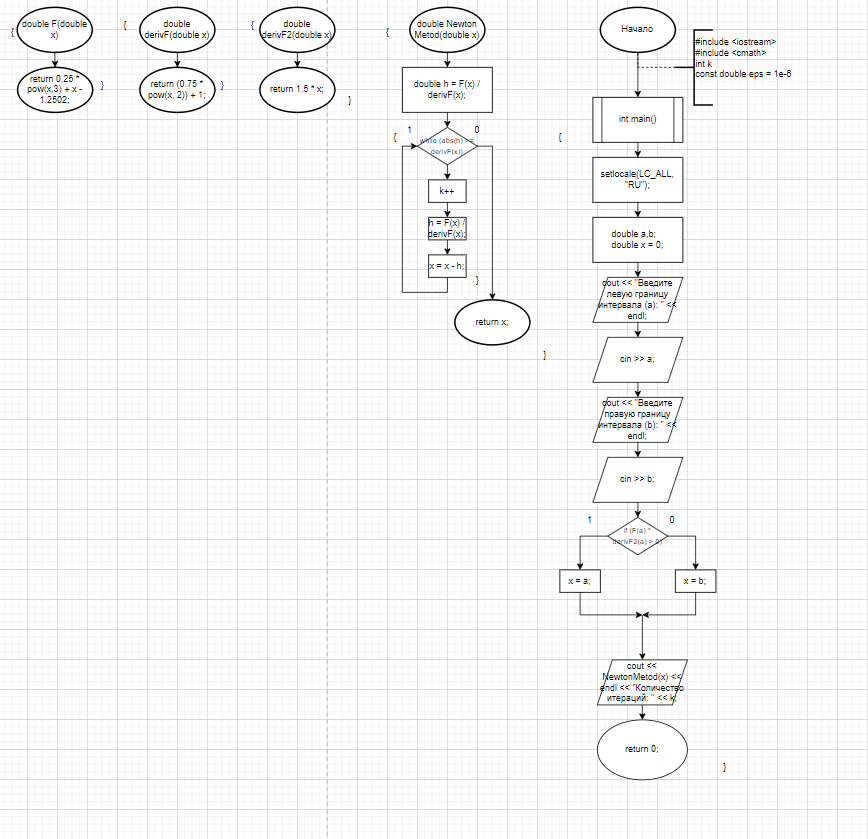 {
double F(double
x)
return 0.25 *
pow(x,3) + x -
1.2502;
}
{
double
derivF(double x)
return (0.75 *
pow(x, 2)) + 1;
}
{
double
derivF2(double x)
return 1.5 * x;
}
{
double Newton
Metod(double x)
double h = F(x) /
derivF(x);
1
0
{
while (abs(h) >=
derivF(x))
k++
h = F(x) /
derivF(x);
x = x - h;
}
return x;
}
Начало
#include <iostream>
#include <cmath>
int k
const double eps = 1e-6
int main()
{
setlocale(LC_ALL,
"RU");
double a,b;
double x = 0;
cout << "Введите
левую границу
интервала (a): " <<
endl;
cin >> a;
cout << "Введите
правую границу
интервала (b): " <<
endl;
cin >> b;
1
0
if (F(a) *
derivF2(a) > 0)
x = a;
x = b;
cout <<
NewtonMetod(x) <<
endl << "Количество
итераций: " << k;
return 0;
}